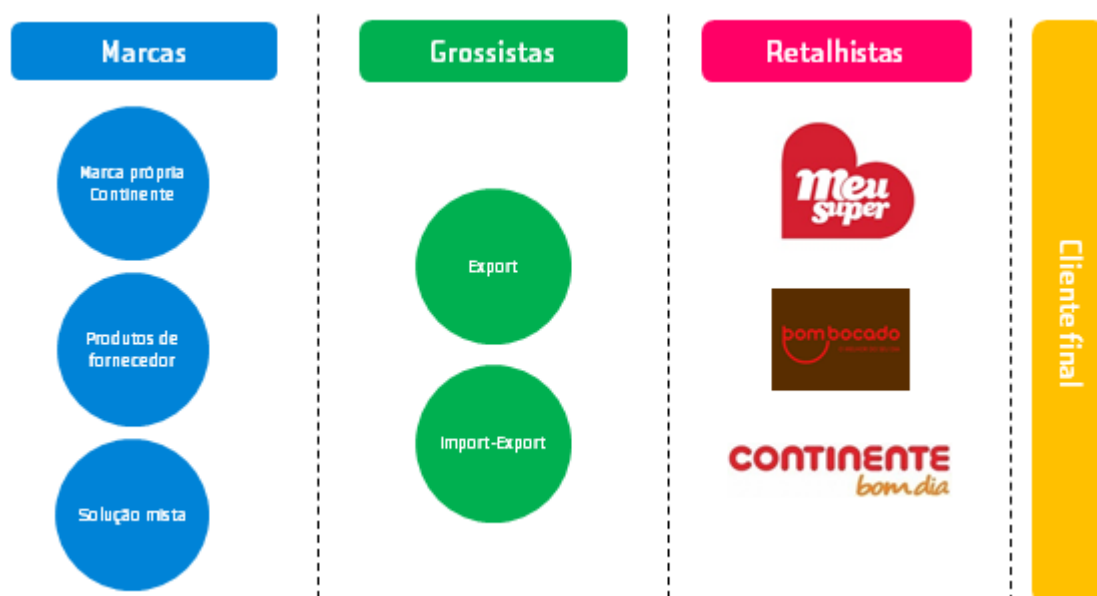 Marcas
Grossistas
Retalhistas
Marca própria
Continente
Produtos de
fornecedor
Solução mista
Export
Import-Export
meu
super
bombocado
CONTINENTE
bom dia
Cliente final